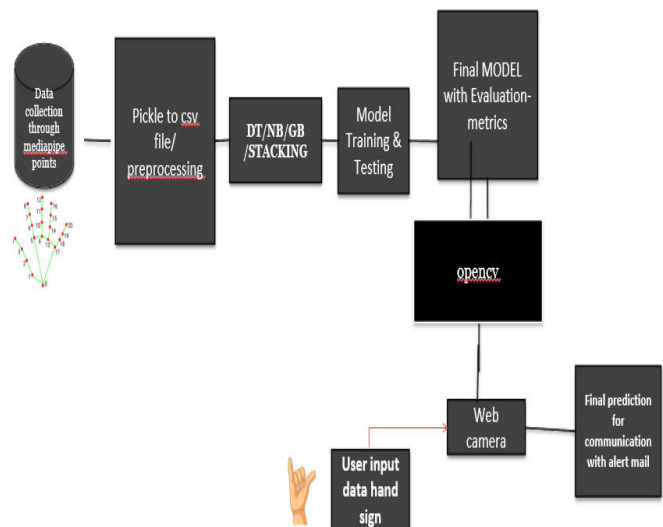 Data
collection
through
mediapipe
points
Pickle to csv
file/
preprocessing
DT/NB/GB
/STACKING
Model
Training &
Testing
Final MODEL
with Evaluation-
metrics
opencv
Web
camera
User input
data hand
sign
Final prediction
for
communication
with alert mail